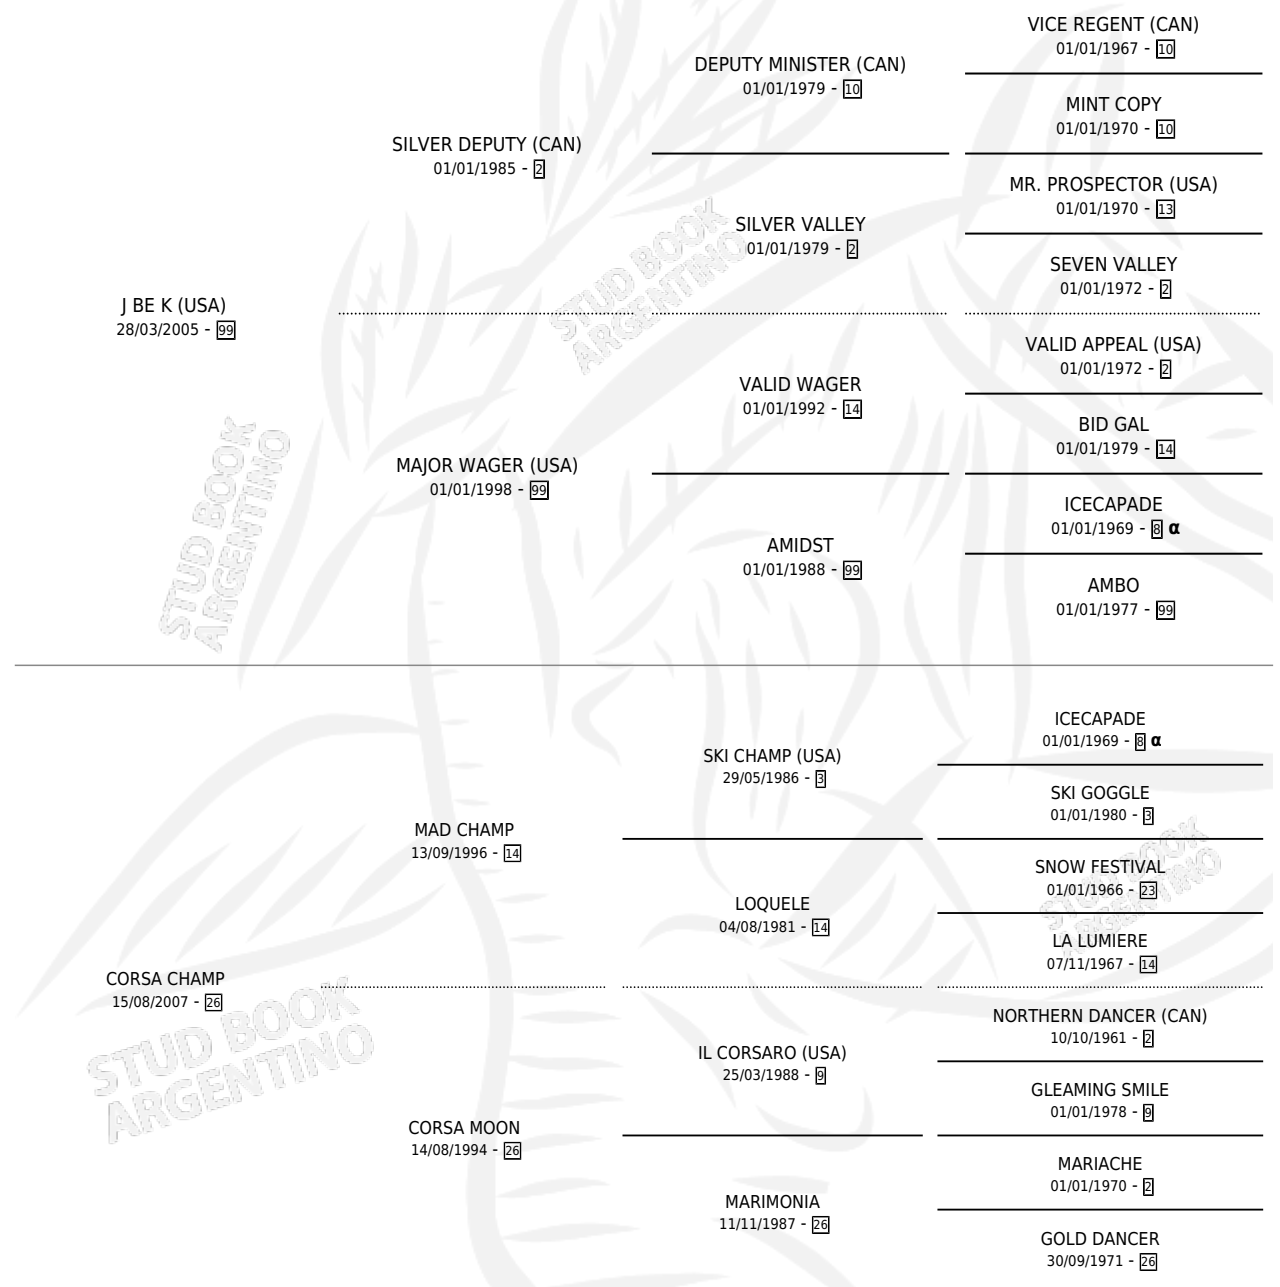 VICE REGENT (CAN)
01/01/1967 - 10
DEPUTY MINISTER (CAN)
01/01/1979 - 10
MINT COPY
01/01/1970 - 10
SILVER DEPUTY (CAN)
01/01/1985 - 2
MR. PROSPECTOR (USA)
01/01/1970 - 13
SILVER VALLEY
01/01/1979 - 2
SEVEN VALLEY
01/01/1972 - 2
J BE K (USA)
28/03/2005 - 99
VALID APPEAL (USA)
01/01/1972 - 2
VALID WAGER
01/01/1992 - 14
BID GAL
01/01/1979 - 14
MAJOR WAGER (USA)
01/01/1998 - 99
ICECAPADE
01/01/1969 - 8 α
AMIDST
01/01/1988 - 99
AMBO
01/01/1977 - 99
ICECAPADE
01/01/1969 - 8 α
SKI CHAMP (USA)
29/05/1986 - 3
SKI GOGGLE
01/01/1980 - 3
MAD CHAMP
13/09/1996 - 14
SNOW FESTIVAL
01/01/1966 - 23
LOQUELE
04/08/1981 - 14
LA LUMIERE
07/11/1967 - 14
CORSA CHAMP
15/08/2007 - 26
NORTHERN DANCER (CAN)
10/10/1961 - 2
IL CORSARO (USA)
25/03/1988 - 9
GLEAMING SMILE
01/01/1978 - 9
CORSA MOON
14/08/1994 - 26
MARIACHE
01/01/1970 - 2
MARIMONIA
11/11/1987 - 26
GOLD DANCER
30/09/1971 - 26
STUD BOOK
ARGENTINO
STUD BOOK
ARGENTINO
STUD BOOK
ARGENTINO
STUD BOOK
ARGENTINO